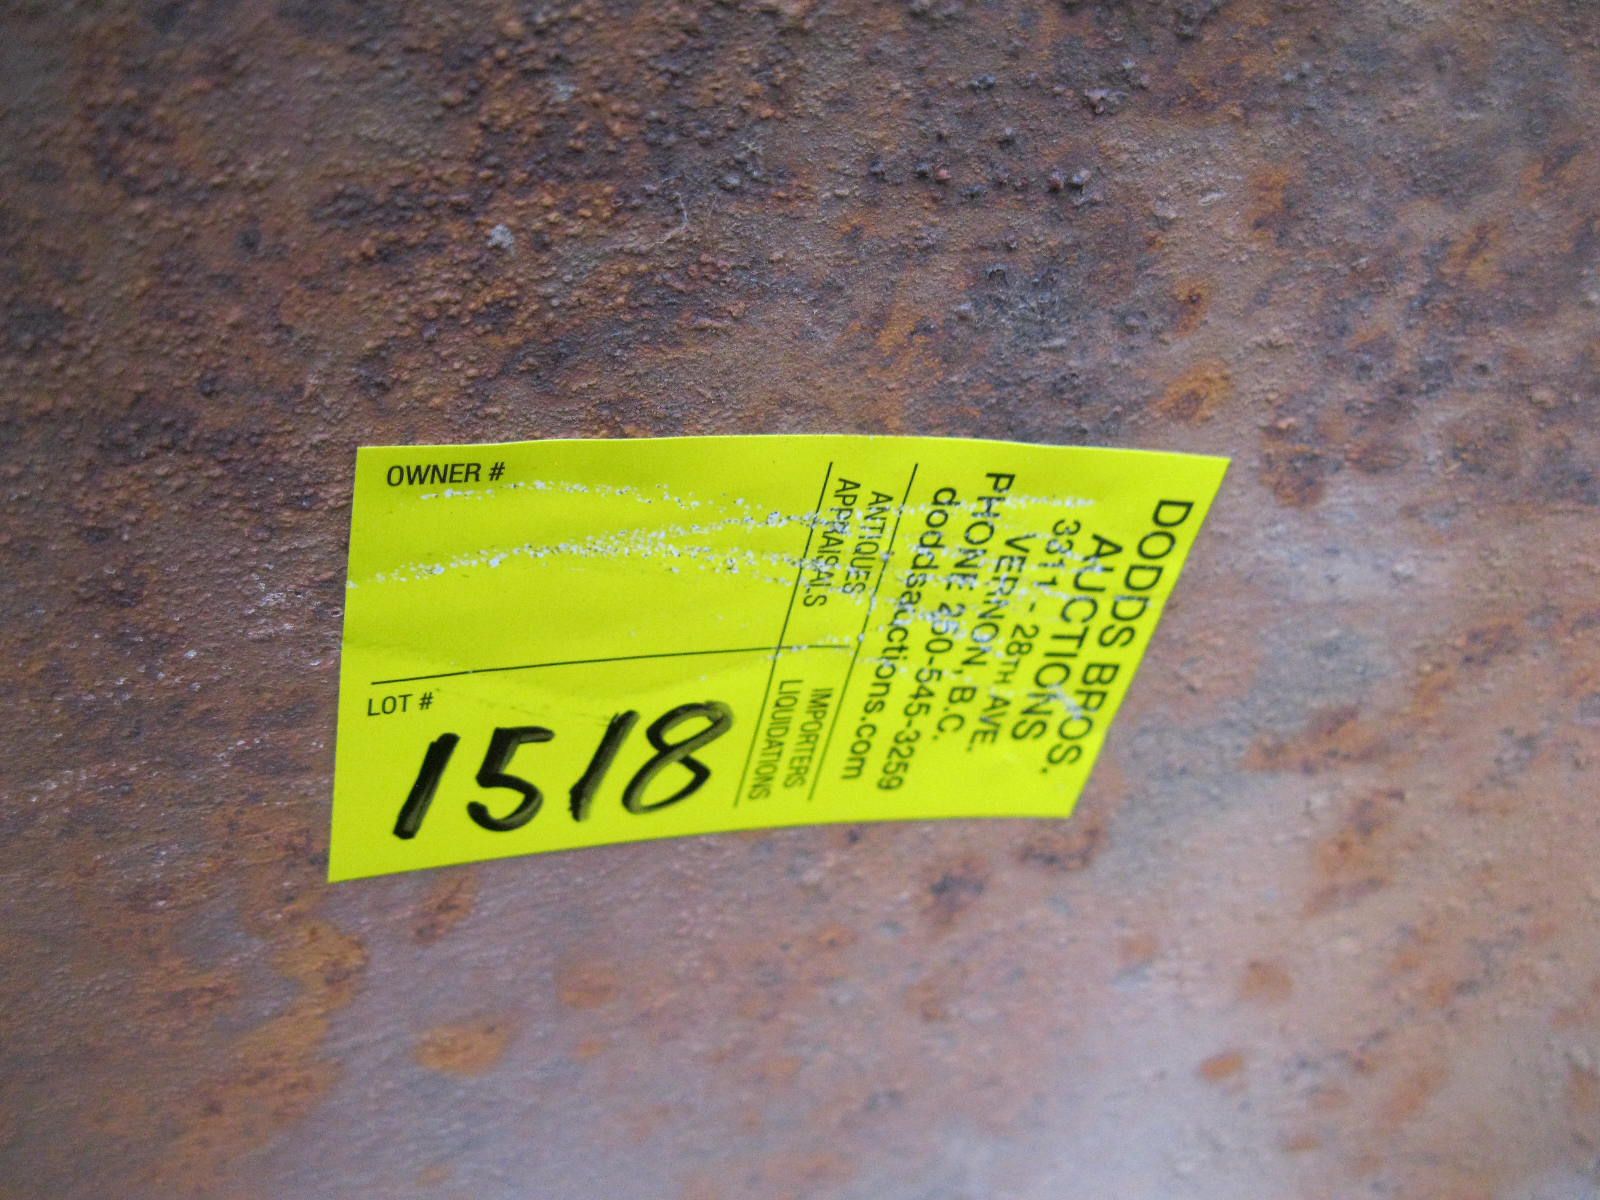 DODDS BROS.
AUCTIONS
3311 - 28TH AVE.
VERNON, B.C.
PHONE 250-545-3259
doddsauctions.com
ANTIQUES
APPRAISALS
IMPORTERS
LIQUIDATIONS
OWNER #
LOT #
1518